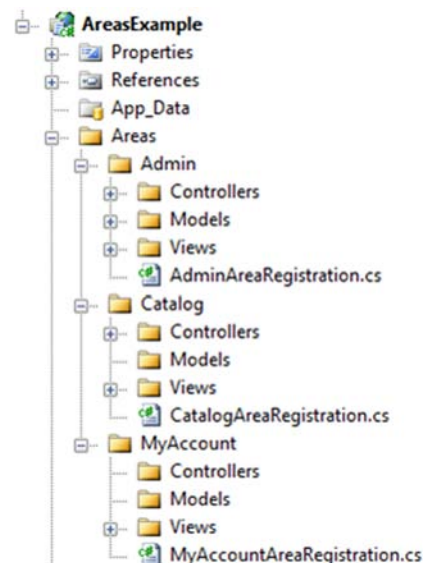 AreasExample
Properties
References
App_Data
Areas
Admin
Controllers
Models
Views
AdminAreaRegistration.cs
Catalog
Controllers
Models
Views
CatalogAreaRegistration.cs
MyAccount
Controllers
Models
Views
MyAccountAreaRegistration.cs